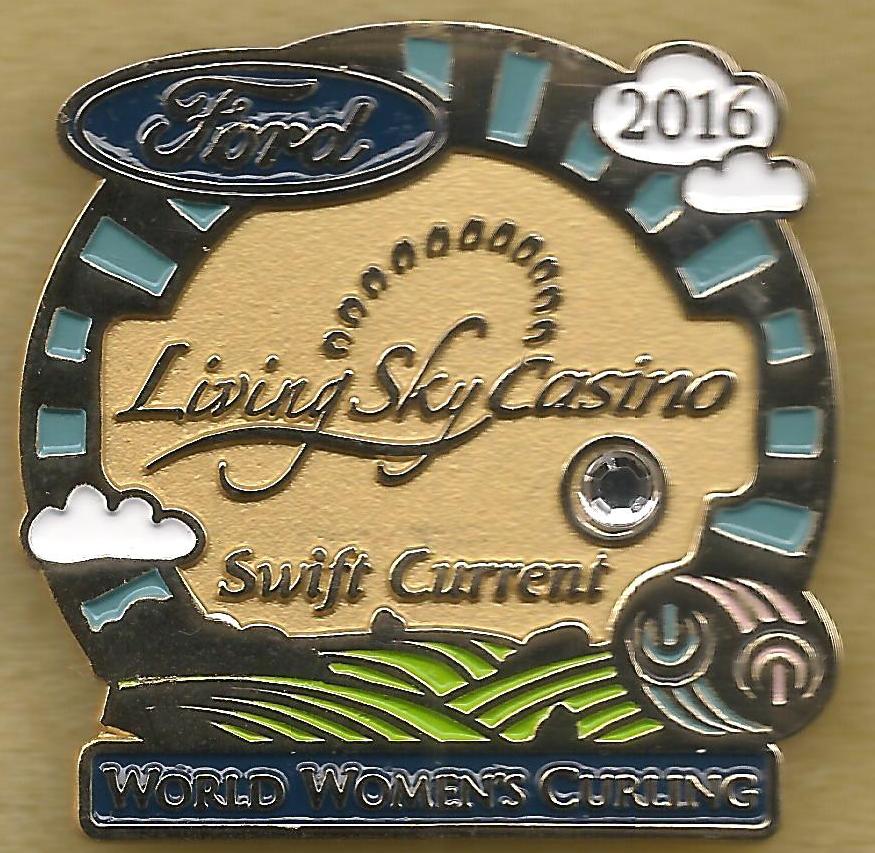 Ford
2016
Living Sky Casino
Swift Current
WORLD WOMEN'S CURLING